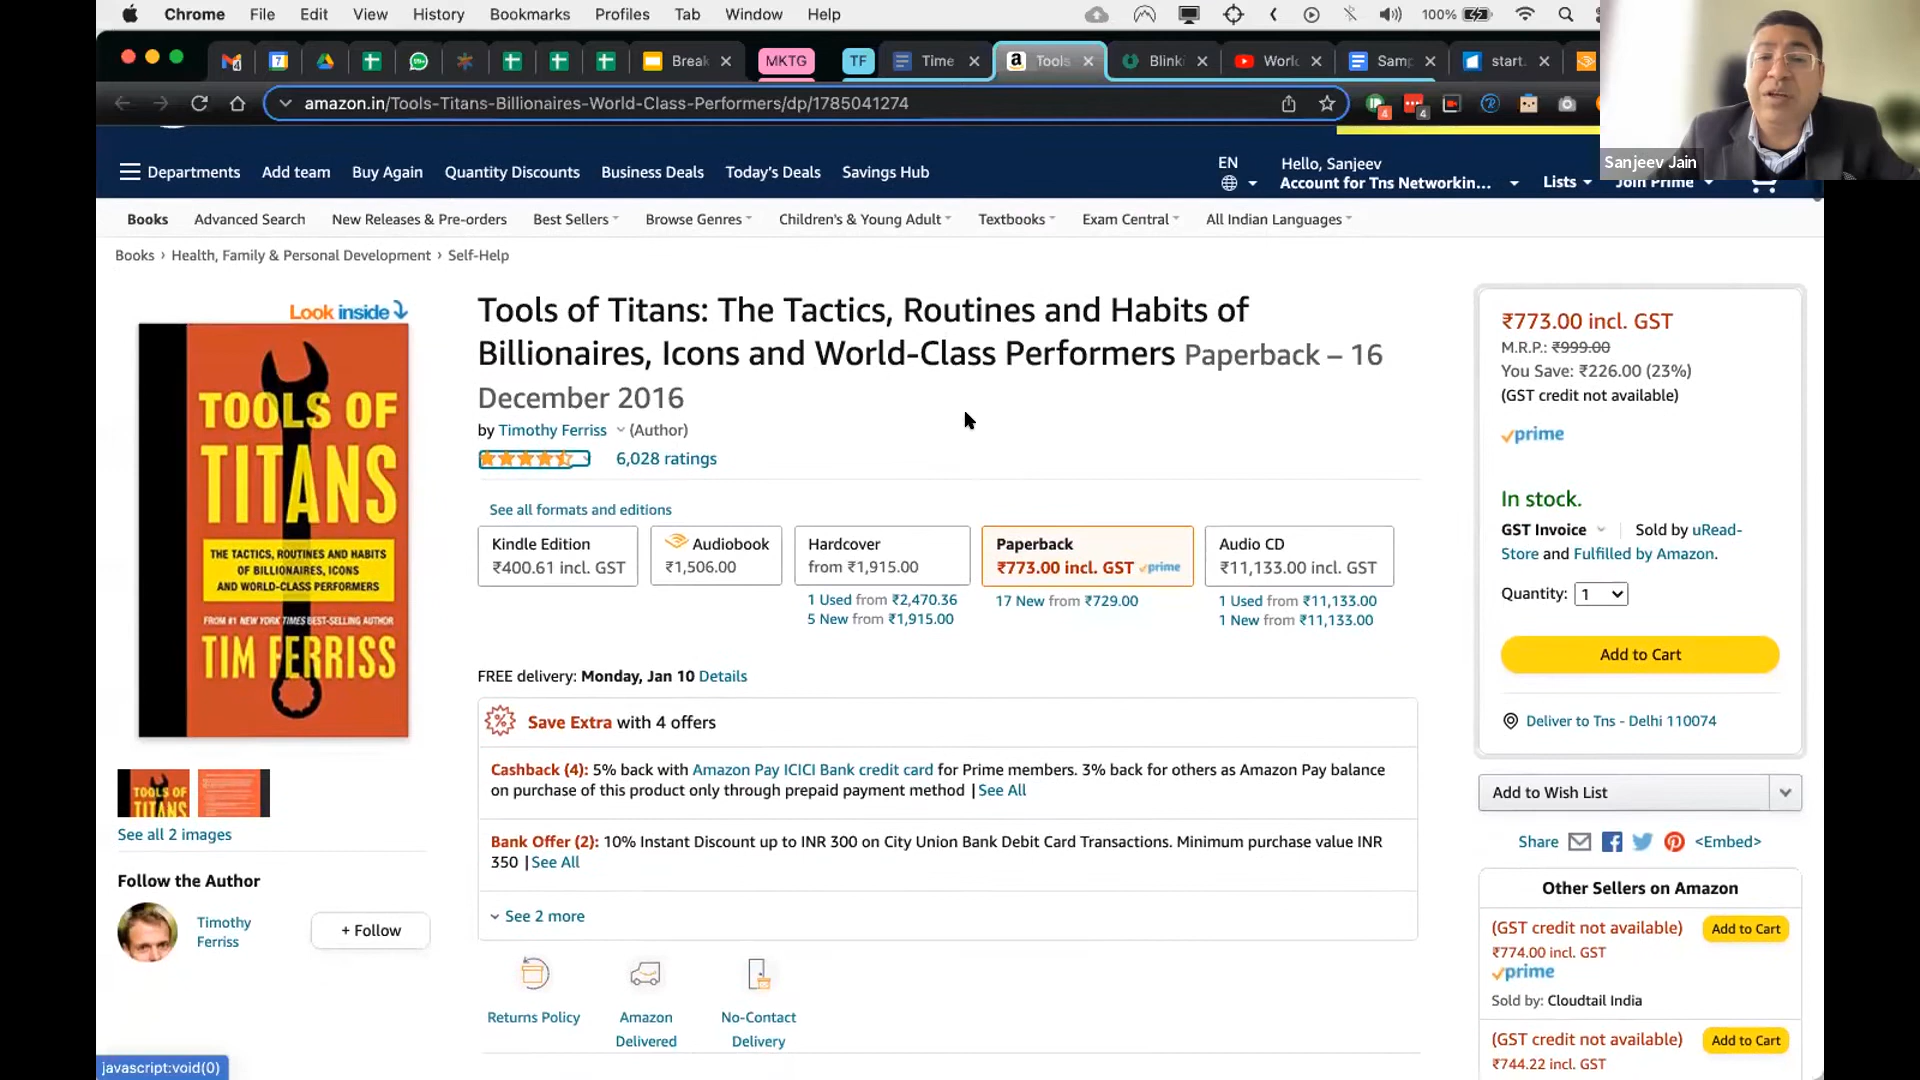 Chrome File Edit View History Bookmarks Profiles Tab Window Help
100%
Break
MKTG
TF
Time
Tools
Blinki
World
Samp
start.
amazon.in/Tools-Titans-Billionaires-World-Class-Performers/dp/1785041274
4
4
Sanjeev Jain
Departments Add team Buy Again Quantity Discounts Business Deals Today's Deals Savings Hub
EN
Hello, Sanjeev
Account for Tns Networkin...
Lists
Join Prime
Books Advanced Search New Releases & Pre-orders Best Sellers Browse Genres Children's & Young Adult Textbooks Exam Central All Indian Languages
Books › Health, Family & Personal Development › Self-Help
Look inside
TOOLS OF
TITANS
THE TACTICS, ROUTINES AND HABITS
OF BILLIONAIRES, ICONS
AND WORLD-CLASS PERFORMERS
FROM #1 NEW YORK TIMES BEST-SELLING AUTHOR
TIM FERRISS
TOOLS OF
TITANS
See all 2 images
Follow the Author
Timothy
Ferriss
+ Follow
Tools of Titans: The Tactics, Routines and Habits of
Billionaires, Icons and World-Class Performers Paperback – 16
December 2016
by Timothy Ferriss (Author)
6,028 ratings
See all formats and editions
Kindle Edition
₹400.61 incl. GST
Audiobook
₹1,506.00
Hardcover
from ₹1,915.00
1 Used from ₹2,470.36
5 New from ₹1,915.00
Paperback
₹773.00 incl. GST prime
17 New from ₹729.00
Audio CD
₹11,133.00 incl. GST
1 Used from ₹11,133.00
1 New from ₹11,133.00
FREE delivery: Monday, Jan 10 Details
Save Extra with 4 offers
Cashback (4): 5% back with Amazon Pay ICICI Bank credit card for Prime members. 3% back for others as Amazon Pay balance
on purchase of this product only through prepaid payment method | See All
Bank Offer (2): 10% Instant Discount up to INR 300 on City Union Bank Debit Card Transactions. Minimum purchase value INR
350 | See All
See 2 more
Returns Policy
Amazon
Delivered
No-Contact
Delivery
₹773.00 incl. GST
M.R.P.: ₹999.00
You Save: ₹226.00 (23%)
(GST credit not available)
prime
In stock.
GST Invoice | Sold by uRead-
Store and Fulfilled by Amazon.
Quantity: 1
Add to Cart
Deliver to Tns - Delhi 110074
Add to Wish List
Share <Embed>
Other Sellers on Amazon
(GST credit not available)
₹774.00 incl. GST
prime
Add to Cart
Sold by: Cloudtail India
(GST credit not available)
₹744.22 incl. GST
Add to Cart
javascript:void(0)